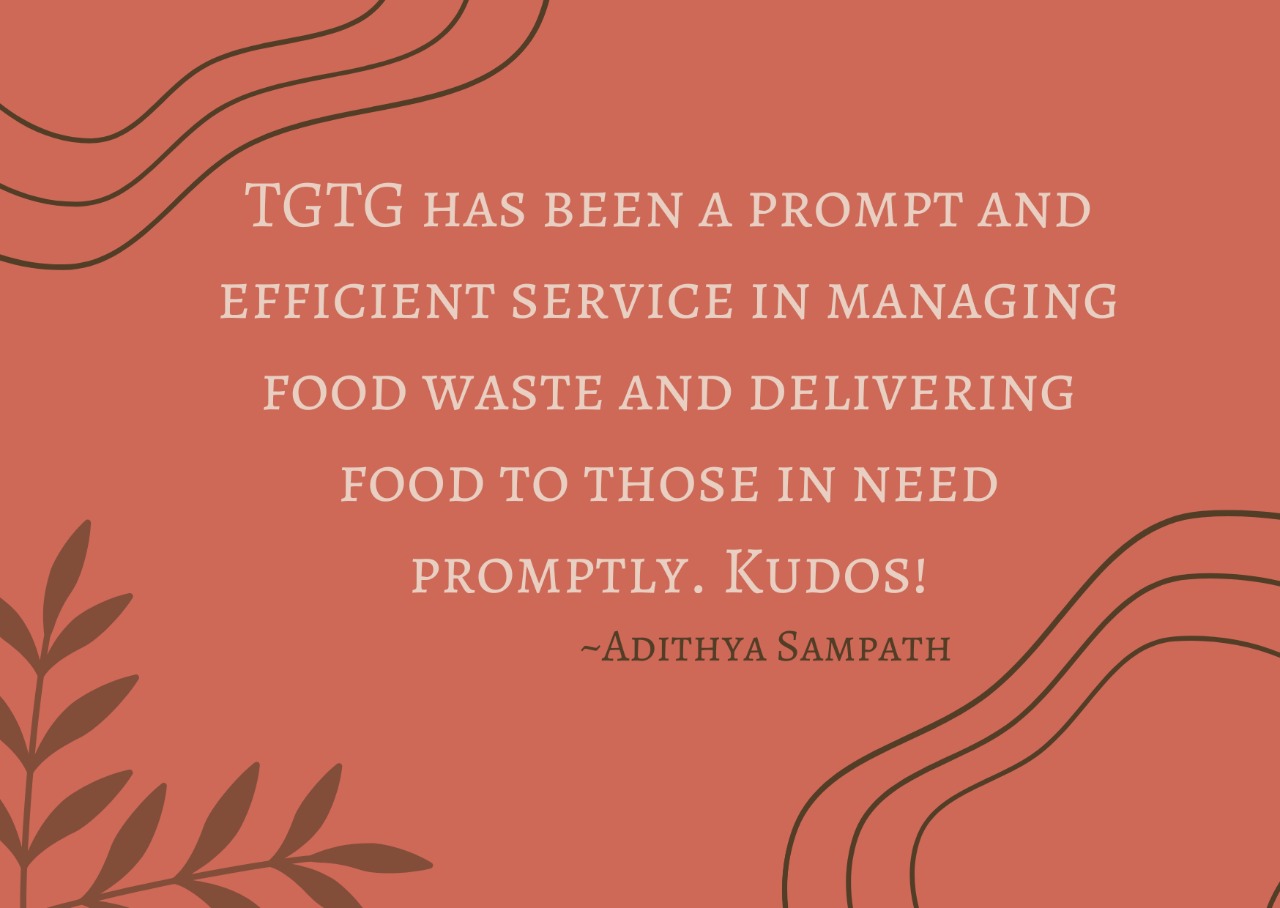 TGTG has been a prompt and
efficient service in managing
food waste and delivering
food to those in need
promptly. Kudos!
~Adithya Sampath